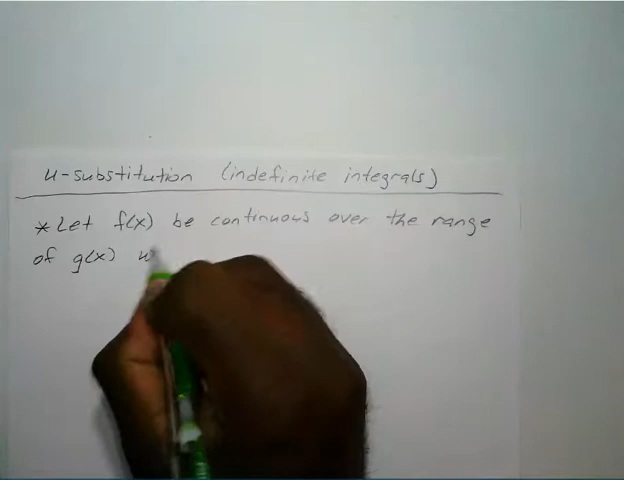 u-substitution (indefinite integrals)
*Let f(x) be continuous over the range
of g(x)